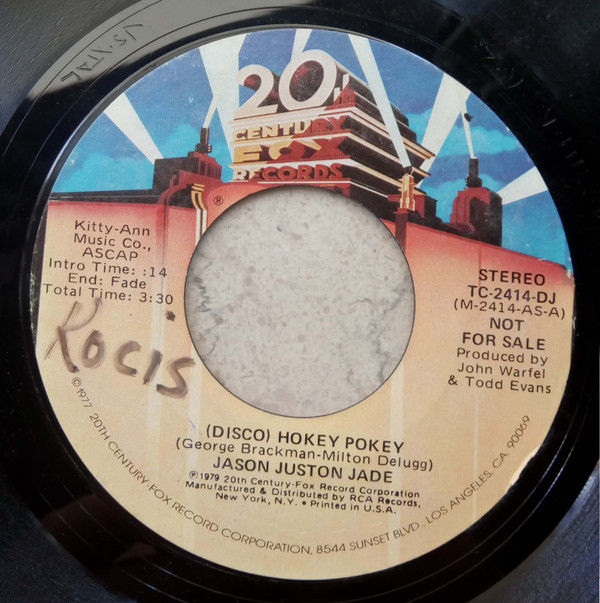 20th
CENTURY
FOX
RECORDS
®
Kitty-Ann
Music Co.,
ASCAP
Intro Time: :14
End: Fade
Total Time: 3:30
Kocis
STEREO
TC-2414-DJ
(M-2414-AS-A)
NOT
FOR SALE
Produced by
John Warfel
& Todd Evans
(DISCO) HOKEY POKEY
(George Brackman-Milton Delugg)
JASON JUSTON JADE
℗1979 20th Century-Fox Record Corporation
Manufactured & Distributed by RCA Records,
New York, N.Y. • Printed in U.S.A.
©1977, 20TH CENTURY-FOX RECORD CORPORATION, 8544 SUNSET BLVD., LOS ANGELES, CA 90069